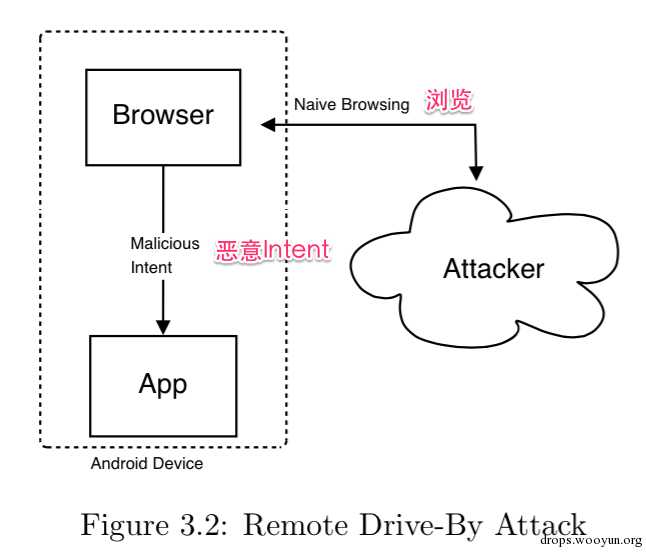 Browser
Naive Browsing 浏览
Malicious
Intent
恶意Intent
Attacker
App
Android Device
Figure 3.2: Remote Drive-By Attack
drops.wooyun.org